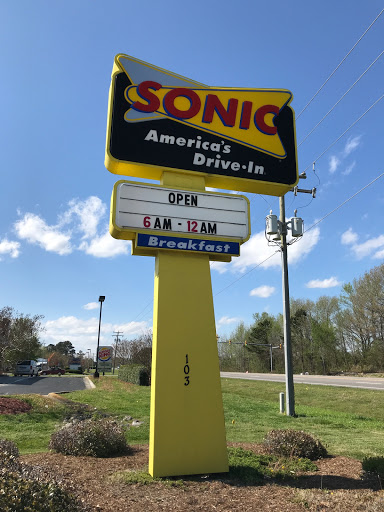 SONIC
America's
Drive-In
OPEN
6 AM - 12 AM
Breakfast
103